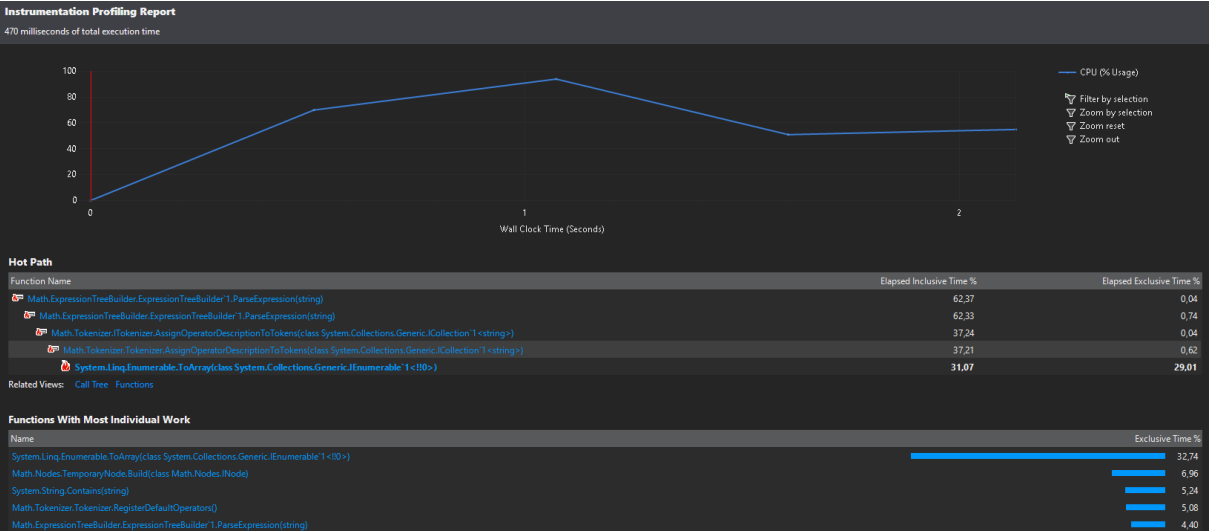 Instrumentation Profiling Report
470 milliseconds of total execution time
100
80
60
40
20
0
0 1 2
Wall Clock Time (Seconds)
CPU (% Usage)
Filter by selection
Zoom by selection
Zoom reset
Zoom out
Hot Path
Function Name Elapsed Inclusive Time % Elapsed Exclusive Time %
Math.ExpressionTreeBuilder.ExpressionTreeBuilder`1.ParseExpression(string) 62,37 0,04
Math.ExpressionTreeBuilder.ExpressionTreeBuilder`1.ParseExpression(string) 62,33 0,74
Math.Tokenizer.ITokenizer.AssignOperatorDescriptionToTokens(class System.Collections.Generic.ICollection`1<string>) 37,24 0,04
Math.Tokenizer.Tokenizer.AssignOperatorDescriptionToTokens(class System.Collections.Generic.ICollection`1<string>) 37,21 0,62
System.Linq.Enumerable.ToArray(class System.Collections.Generic.IEnumerable`1<!!0>) 31,07 29,01
Related Views: Call Tree Functions
Functions With Most Individual Work
Name Exclusive Time %
System.Linq.Enumerable.ToArray(class System.Collections.Generic.IEnumerable`1<!!0>) 32,74
Math.Nodes.TemporaryNode.Build(class Math.Nodes.INode) 6,96
System.String.Contains(string) 5,24
Math.Tokenizer.Tokenizer.RegisterDefaultOperators() 5,08
Math.ExpressionTreeBuilder.ExpressionTreeBuilder`1.ParseExpression(string) 4,40